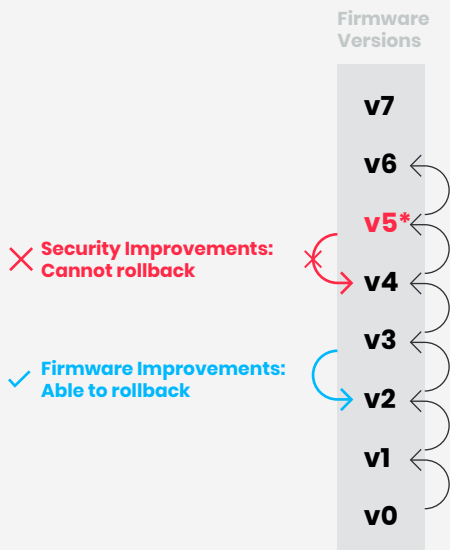 Firmware
Versions
v7
v6
v5*
Security Improvements:
Cannot rollback
v4
v3
Firmware Improvements:
Able to rollback
v2
v1
v0